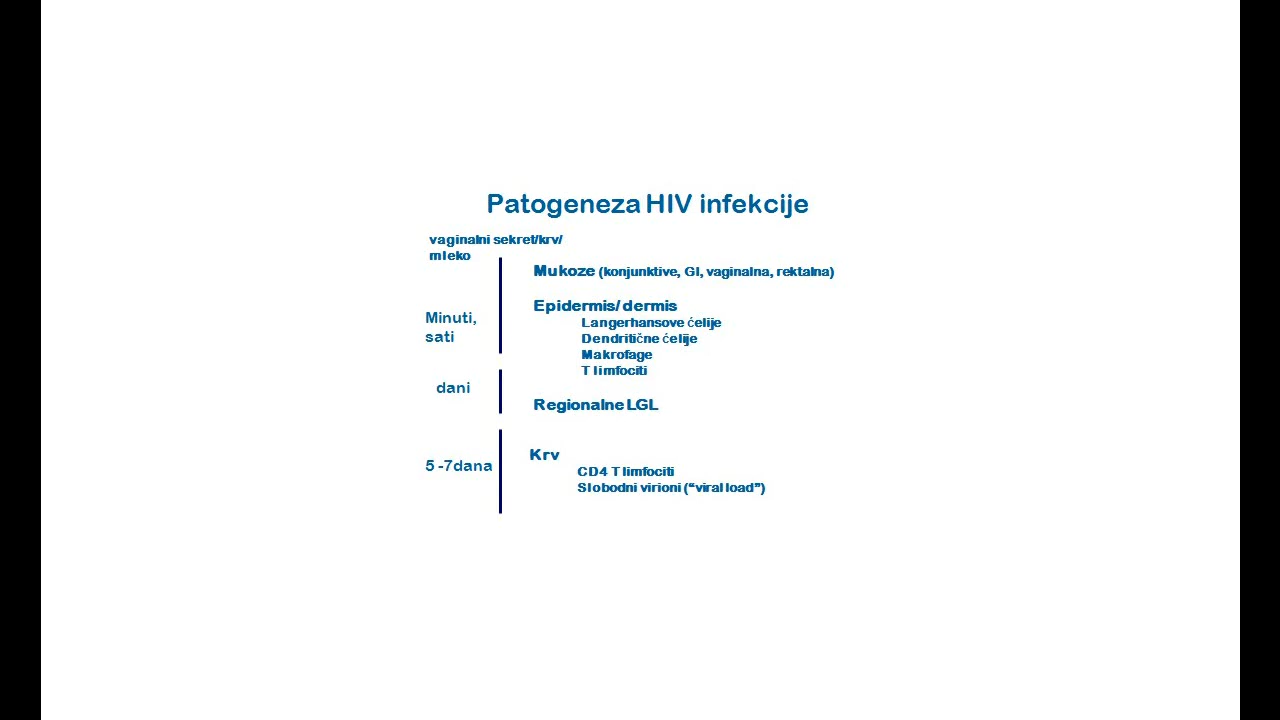 Patogeneza HIV infekcije
vaginalni sekret/krv/
mleko
Mukoze (konjunktive, GI, vaginalna, rektalna)
Epidermis/ dermis
Minuti,
sati
Langerhansove ćelije
Dendritične ćelije
Makrofage
T limfociti
dani
Regionalne LGL
Krv
5 -7dana
CD4 T limfociti
Slobodni virioni (“viral load”)